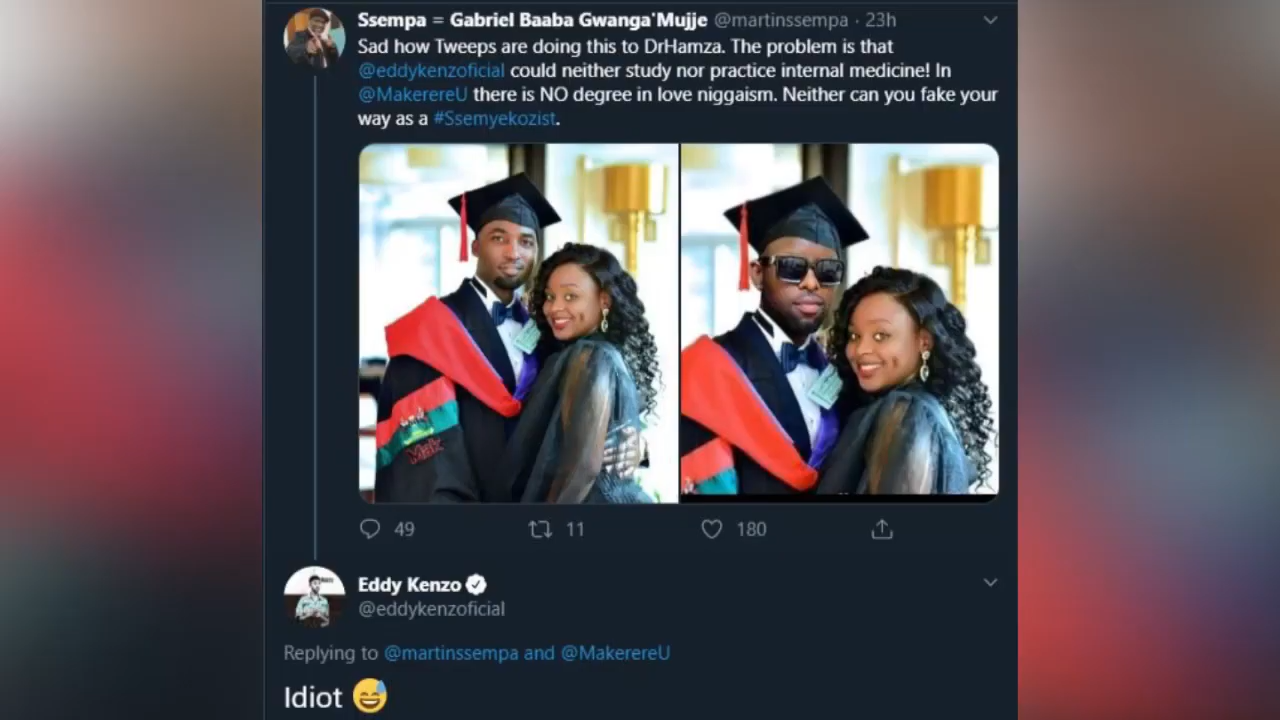 Ssempa = Gabriel Baaba Gwanga'Mujje @martinssempa · 23h
Sad how Tweeps are doing this to DrHamza. The problem is that
@eddykenzoficial could neither study nor practice internal medicine! In
@MakerereU there is NO degree in love niggaism. Neither can you fake your
way as a #Ssemyekozist.
Mak
49 11 180
Eddy Kenzo
@eddykenzoficial
Replying to @martinssempa and @MakerereU
Idiot 😅